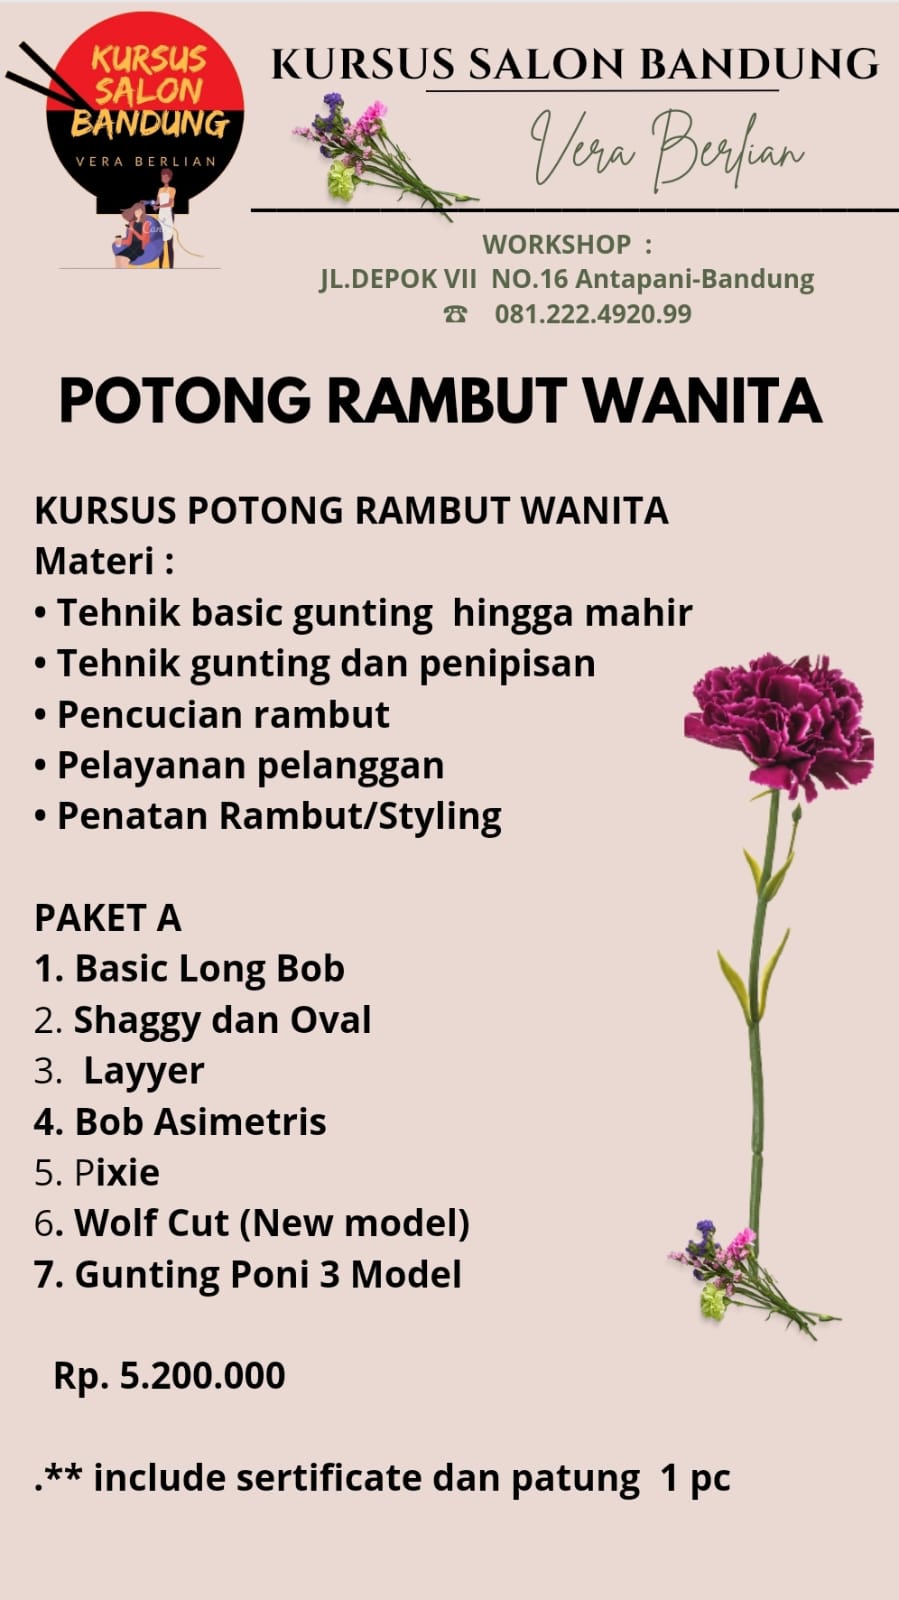 KURSUS
SALON
BANDUNG
VERA BERLIAN
KURSUS SALON BANDUNG
Vera Berlian
WORKSHOP :
JL.DEPOK VII NO.16 Antapani-Bandung
☎ 081.222.4920.99
POTONG RAMBUT WANITA
KURSUS POTONG RAMBUT WANITA
Materi :
• Tehnik basic gunting hingga mahir
• Tehnik gunting dan penipisan
• Pencucian rambut
• Pelayanan pelanggan
• Penatan Rambut/Styling
PAKET A
1. Basic Long Bob
2. Shaggy dan Oval
3. Layyer
4. Bob Asimetris
5. Pixie
6. Wolf Cut (New model)
7. Gunting Poni 3 Model
Rp. 5.200.000
.** include sertificate dan patung 1 pc